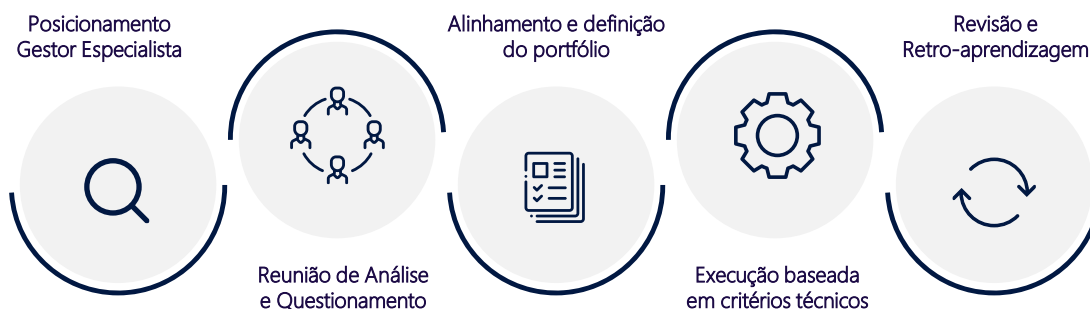 Posicionamento
Gestor Especialista
Reunião de Análise
e Questionamento
Alinhamento e definição
do portfólio
Execução baseada
em critérios técnicos
Revisão e
Retro-aprendizagem